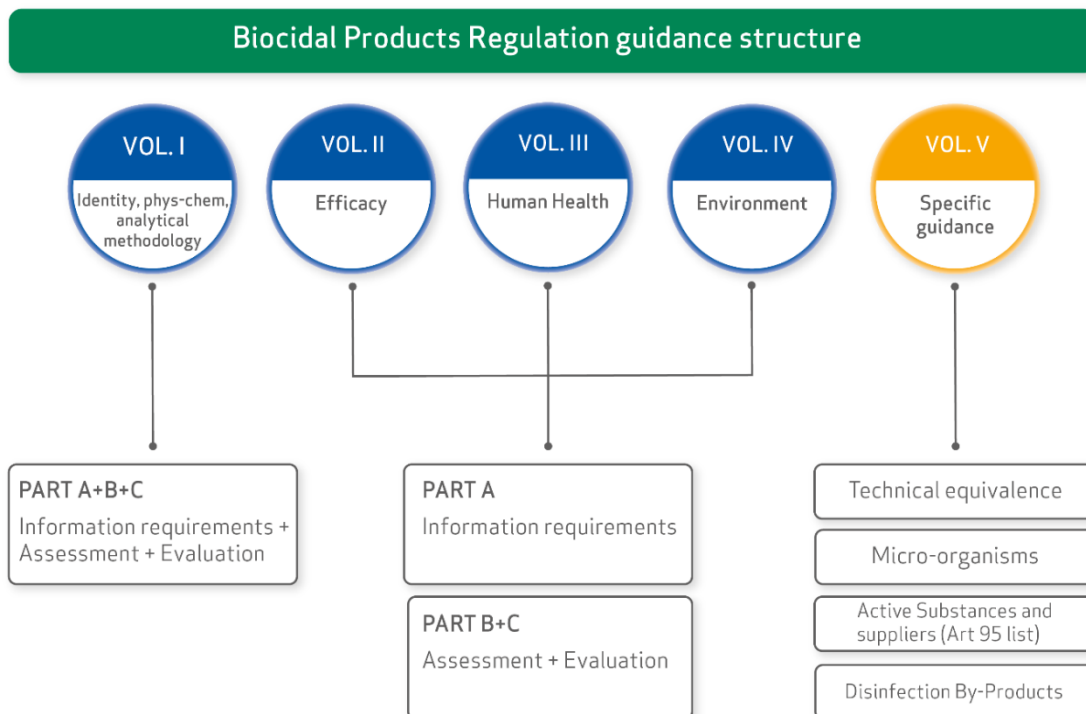 Biocidal Products Regulation guidance structure
VOL. I
Identity, phys-chem,
analytical
methodology
VOL. II
Efficacy
VOL. III
Human Health
VOL. IV
Environment
VOL. V
Specific
guidance
PART A+B+C
Information requirements +
Assessment + Evaluation
PART A
Information requirements
PART B+C
Assessment + Evaluation
Technical equivalence
Micro-organisms
Active Substances and
suppliers (Art 95 list)
Disinfection By-Products